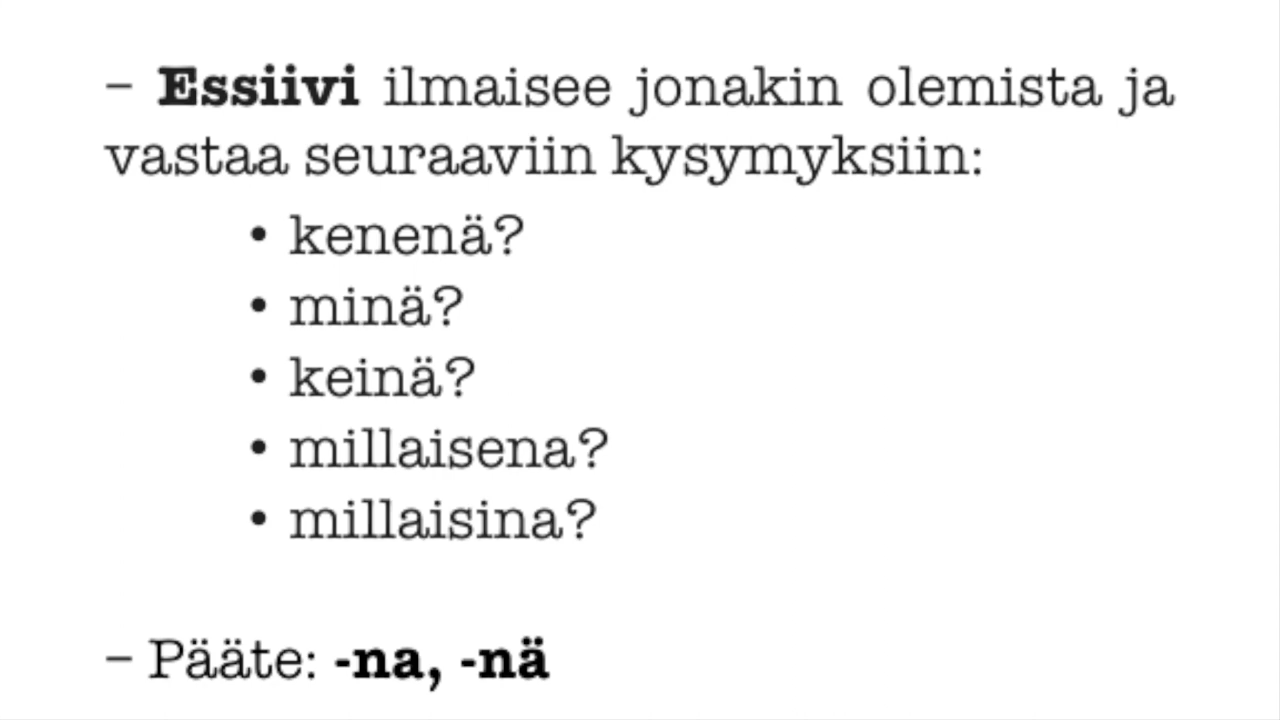 – Essiivi ilmaisee jonakin olemista ja
vastaa seuraaviin kysymyksiin:
• kenenä?
• minä?
• keinä?
• millaisena?
• millaisina?
– Pääte: -na, -nä